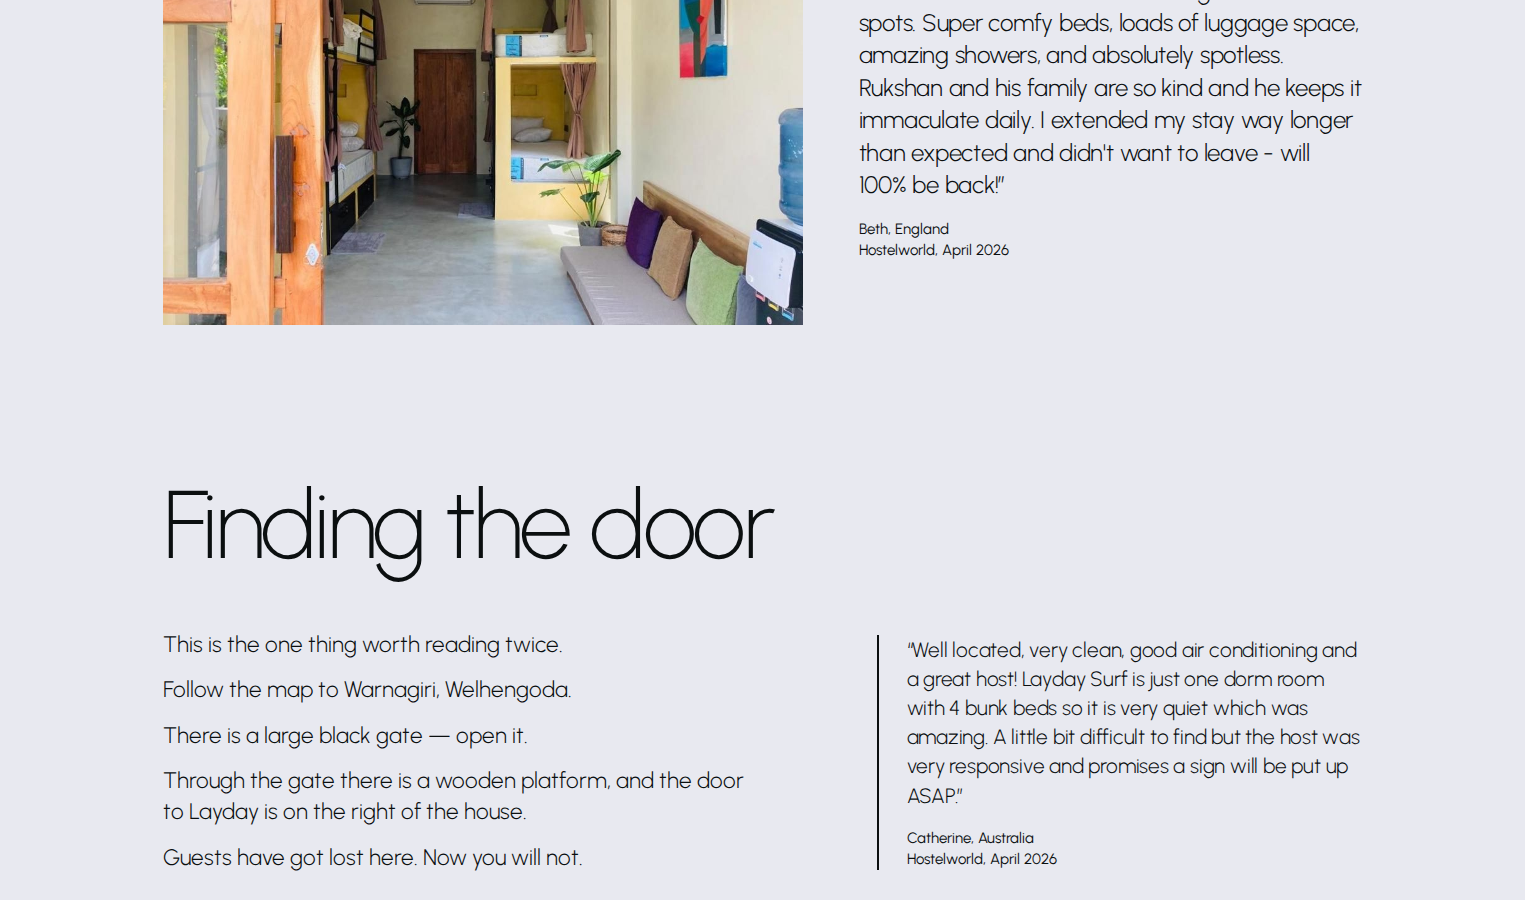 spots. Super comfy beds, loads of luggage space,
amazing showers, and absolutely spotless.
Rukshan and his family are so kind and he keeps it
immaculate daily. I extended my stay way longer
than expected and didn't want to leave - will
100% be back!”
Beth, England
Hostelworld, April 2026
Finding the door
This is the one thing worth reading twice.
Follow the map to Warnagiri, Welhengoda.
There is a large black gate — open it.
Through the gate there is a wooden platform, and the door
to Layday is on the right of the house.
Guests have got lost here. Now you will not.
“Well located, very clean, good air conditioning and
a great host! Layday Surf is just one dorm room
with 4 bunk beds so it is very quiet which was
amazing. A little bit difficult to find but the host was
very responsive and promises a sign will be put up
ASAP.”
Catherine, Australia
Hostelworld, April 2026